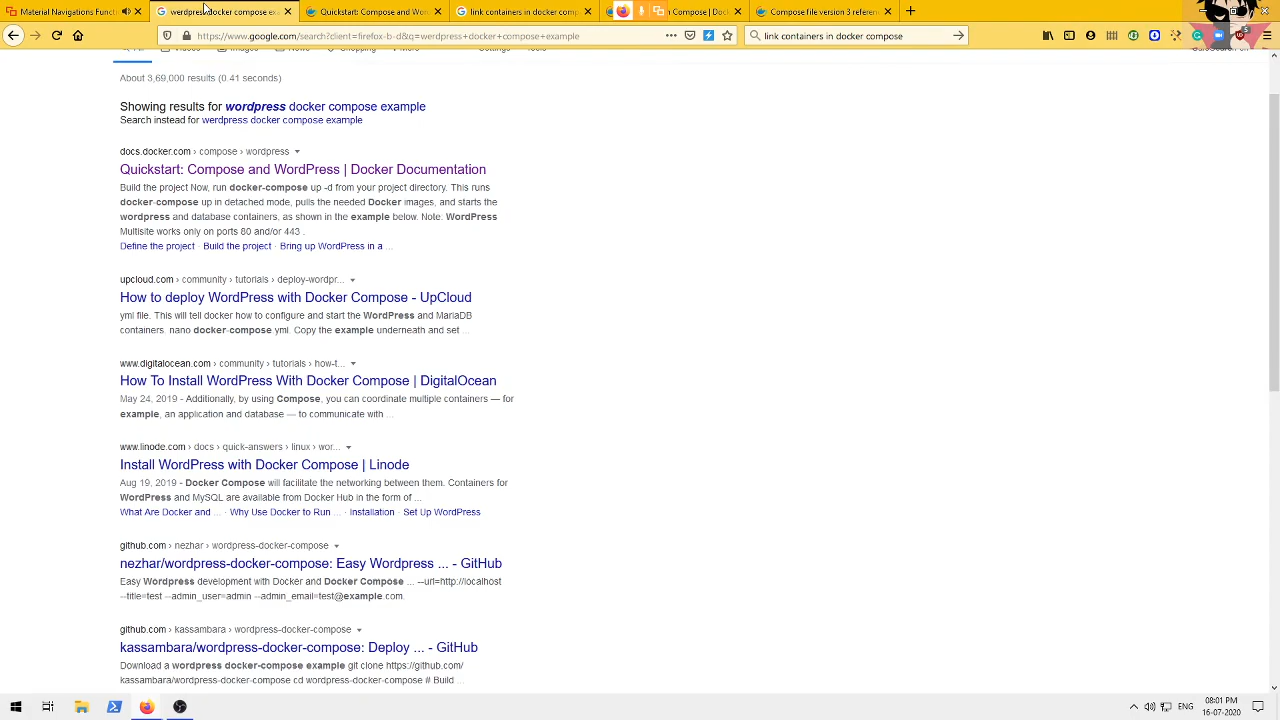 Material Navigations Functi
werdpress docker compose ex
Quickstart: Compose and Wor
link containers in docker compo
n Compose | Doc
Compose file version 3 referen
https://www.google.com/search?client=firefox-b-d&q=werdpress+docker+compose+example
link containers in docker compose
About 3,69,000 results (0.41 seconds)
Showing results for wordpress docker compose example
Search instead for werdpress docker compose example
docs.docker.com › compose › wordpress
Quickstart: Compose and WordPress | Docker Documentation
Build the project Now, run docker-compose up -d from your project directory. This runs
docker-compose up in detached mode, pulls the needed Docker images, and starts the
wordpress and database containers, as shown in the example below. Note: WordPress
Multisite works only on ports 80 and/or 443 .
Define the project · Build the project · Bring up WordPress in a ...
upcloud.com › community › tutorials › deploy-wordpr...
How to deploy WordPress with Docker Compose - UpCloud
yml file. This will tell docker how to configure and start the WordPress and MariaDB
containers. nano docker-compose yml. Copy the example underneath and set ...
www.digitalocean.com › community › tutorials › how-t...
How To Install WordPress With Docker Compose | DigitalOcean
May 24, 2019 - Additionally, by using Compose, you can coordinate multiple containers — for
example, an application and database — to communicate with ...
www.linode.com › docs › quick-answers › linux › wor...
Install WordPress with Docker Compose | Linode
Aug 19, 2019 - Docker Compose will facilitate the networking between them. Containers for
WordPress and MySQL are available from Docker Hub in the form of ...
What Are Docker and ... · Why Use Docker to Run ... · Installation · Set Up WordPress
github.com › nezhar › wordpress-docker-compose
nezhar/wordpress-docker-compose: Easy Wordpress ... - GitHub
Easy Wordpress development with Docker and Docker Compose ... --url=http://localhost
--title=test --admin_user=admin --admin_email=test@example.com.
github.com › kassambara › wordpress-docker-compose
kassambara/wordpress-docker-compose: Deploy ... - GitHub
Download a wordpress docker-compose example git clone https://github.com/
kassambara/wordpress-docker-compose cd wordpress-docker-compose # Build ...
ENG
08:01 PM
16-07-2020